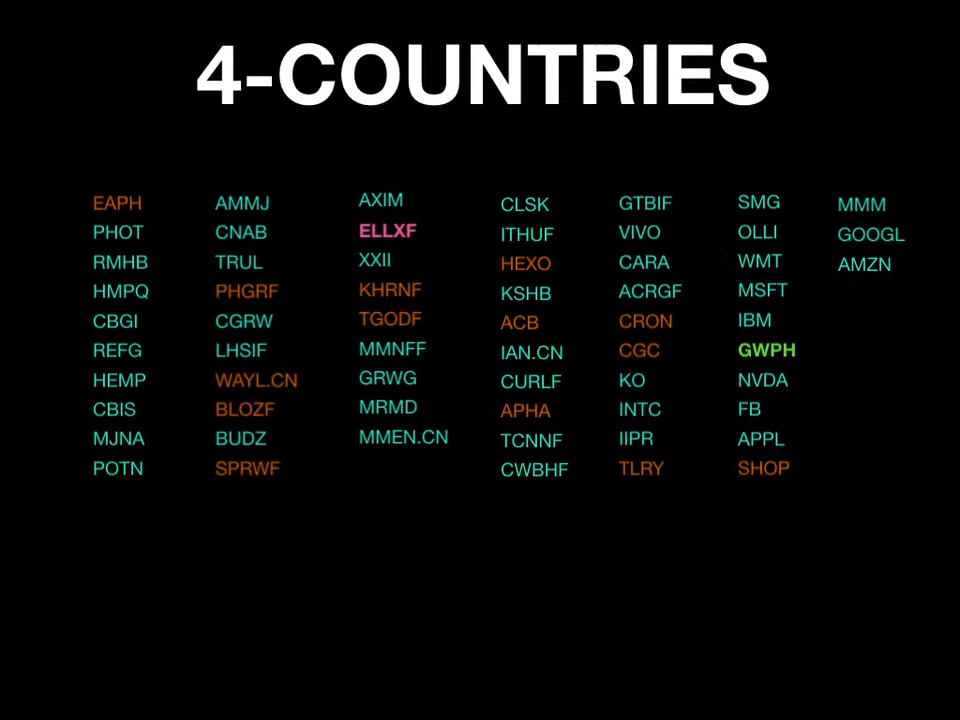 4-COUNTRIES
EAPH AMMJ AXIM CLSK GTBIF SMG MMM
PHOT CNAB ELLXF ITHUF VIVO OLLI GOOGL
RMHB TRUL XXII HEXO CARA WMT AMZN
HMPQ PHGRF KHRNF KSHB ACRGF MSFT
CBGI CGRW TGODF ACB CRON IBM
REFG LHSIF MMNFF IAN.CN CGC GWPH
HEMP WAYL.CN GRWG CURLF KO NVDA
CBIS BLOZF MRMD APHA INTC FB
MJNA BUDZ MMEN.CN TCNNF IIPR APPL
POTN SPRWF CWBHF TLRY SHOP